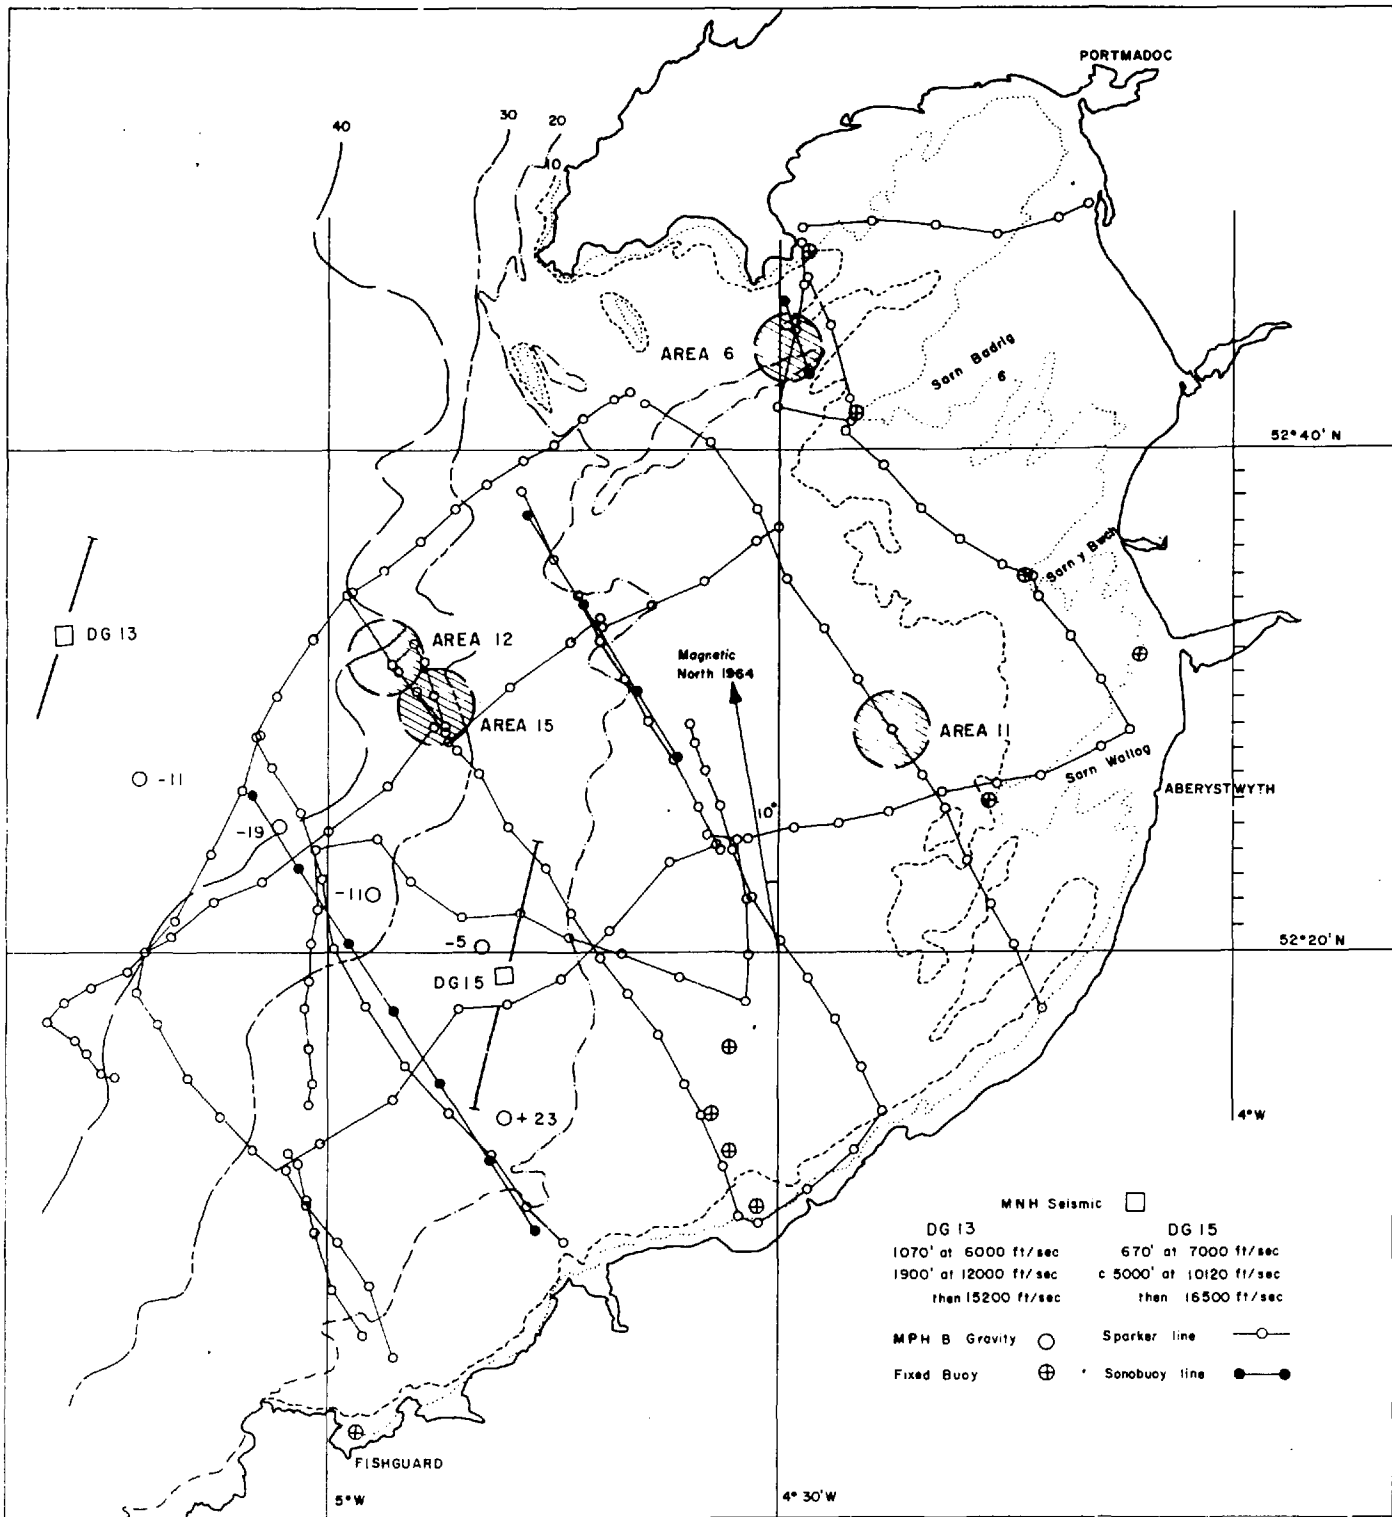 PORTMADOC
40
30
20
10
AREA 6
Sarn Badrig
6
52°40' N
Sarn y Bwch
DG 13
AREA 12
Magnetic
North 1964
AREA 15
AREA 11
Sarn Wallog
-11
ABERYSTWYTH
10°
-19
-11
-5
52°20' N
DG15
+ 23
4°W
MNH Seismic
DG 13 DG 15
1070' at 6000 ft/sec 670' at 7000 ft/sec
1900' at 12000 ft/sec c 5000' at 10120 ft/sec
then 15200 ft/sec then 16500 ft/sec
MPH B Gravity Sparker line
Fixed Buoy Sonobuoy line
FISHGUARD
5°W
4°30'W